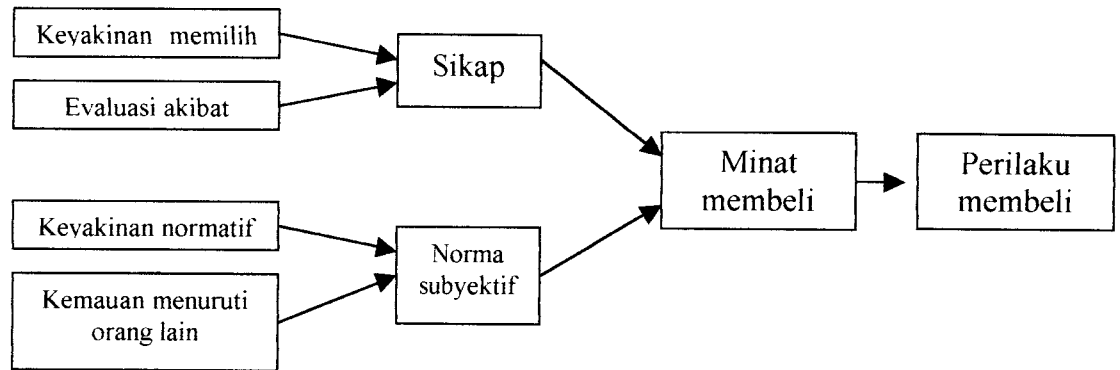 Keyakinan memilih
Evaluasi akibat
Sikap
Minat
membeli
Perilaku
membeli
Keyakinan normatif
Kemauan menuruti
orang lain
Norma
subyektif